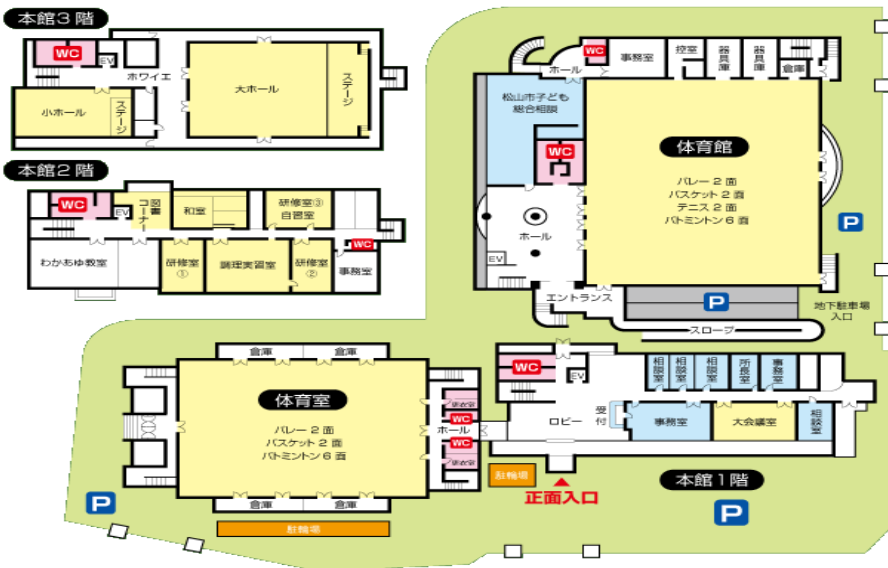 本館3階
WC
EV
ホワイエ
小ホール
ステージ
大ホール
ステージ
本館2階
WC
EV
図書コーナー
和室
研修室③
自習室
WC
わかあゆ教室
研修室①
調理実習室
研修室②
事務室
ホール
WC
事務室
控室
器具庫
器具庫
倉庫
松山市子ども
総合相談
WC
体育館
バレー2面
バスケット2面
テニス2面
バトミントン6面
P
ホール
EV
エントランス
P
地下駐車場
入口
スロープ
倉庫
倉庫
体育室
バレー2面
バスケット2面
バトミントン6面
更衣室
WC
ホール
WC
更衣室
倉庫
倉庫
P
駐輪場
WC
EV
相談室
相談室
相談室
所長室
事務室
ロビー
受付
事務室
大会議室
相談室
駐輪場
正面入口
本館1階
P